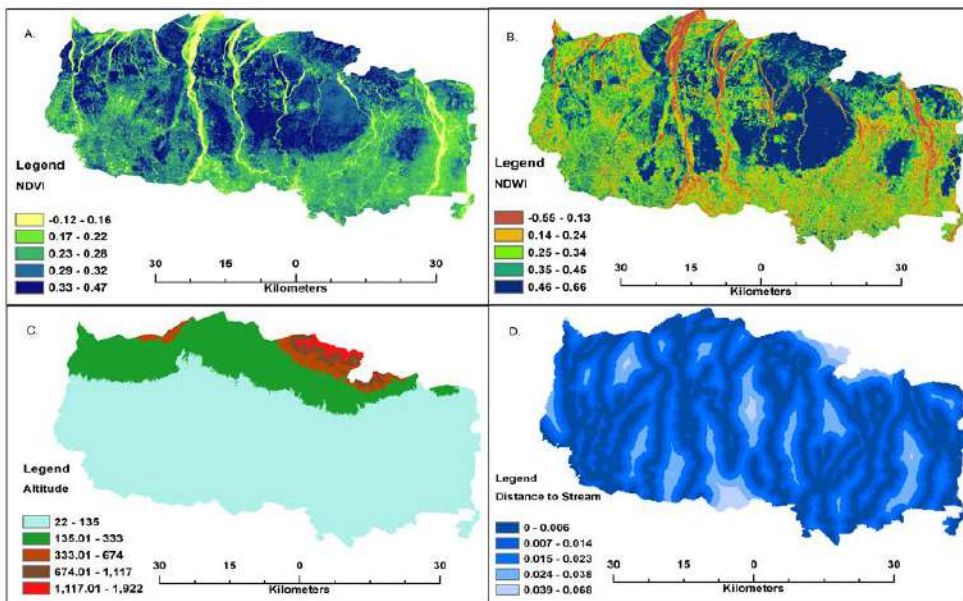 A.
Legend
NDVI
-0.12 - 0.16
0.17 - 0.22
0.23 - 0.28
0.29 - 0.32
0.33 - 0.47
30 15 0 30
Kilometers
B.
Legend
NDWI
-0.55 - 0.13
0.14 - 0.24
0.25 - 0.34
0.35 - 0.45
0.46 - 0.66
30 15 0 30
Kilometers
C.
Legend
Altitude
22 - 135
135.01 - 333
333.01 - 674
674.01 - 1,117
1,117.01 - 1,922
30 15 0 30
Kilometers
D.
Legend
Distance to Stream
0 - 0.006
0.007 - 0.014
0.015 - 0.023
0.024 - 0.038
0.039 - 0.068
30 15 0 30
Kilometers